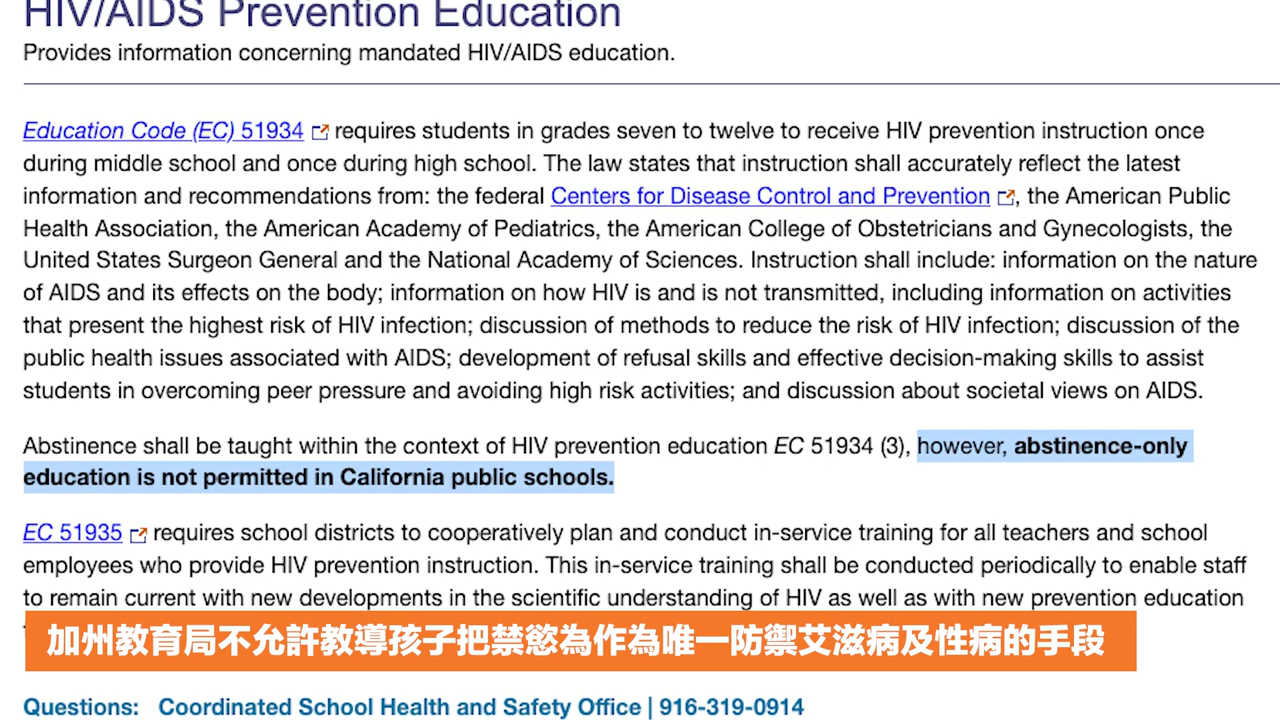 HIV/AIDS Prevention Education
Provides information concerning mandated HIV/AIDS education.
Education Code (EC) 51934 requires students in grades seven to twelve to receive HIV prevention instruction once
during middle school and once during high school. The law states that instruction shall accurately reflect the latest
information and recommendations from: the federal Centers for Disease Control and Prevention, the American Public
Health Association, the American Academy of Pediatrics, the American College of Obstetricians and Gynecologists, the
United States Surgeon General and the National Academy of Sciences. Instruction shall include: information on the nature
of AIDS and its effects on the body; information on how HIV is and is not transmitted, including information on activities
that present the highest risk of HIV infection; discussion of methods to reduce the risk of HIV infection; discussion of the
public health issues associated with AIDS; development of refusal skills and effective decision-making skills to assist
students in overcoming peer pressure and avoiding high risk activities; and discussion about societal views on AIDS.
Abstinence shall be taught within the context of HIV prevention education EC 51934 (3), however, abstinence-only
education is not permitted in California public schools.
EC 51935 requires school districts to cooperatively plan and conduct in-service training for all teachers and school
employees who provide HIV prevention instruction. This in-service training shall be conducted periodically to enable staff
to remain current with new developments in the scientific understanding of HIV as well as with new prevention education
加州教育局不允許教導孩子把禁慾為作為唯一防禦艾滋病及性病的手段
Questions: Coordinated School Health and Safety Office | 916-319-0914